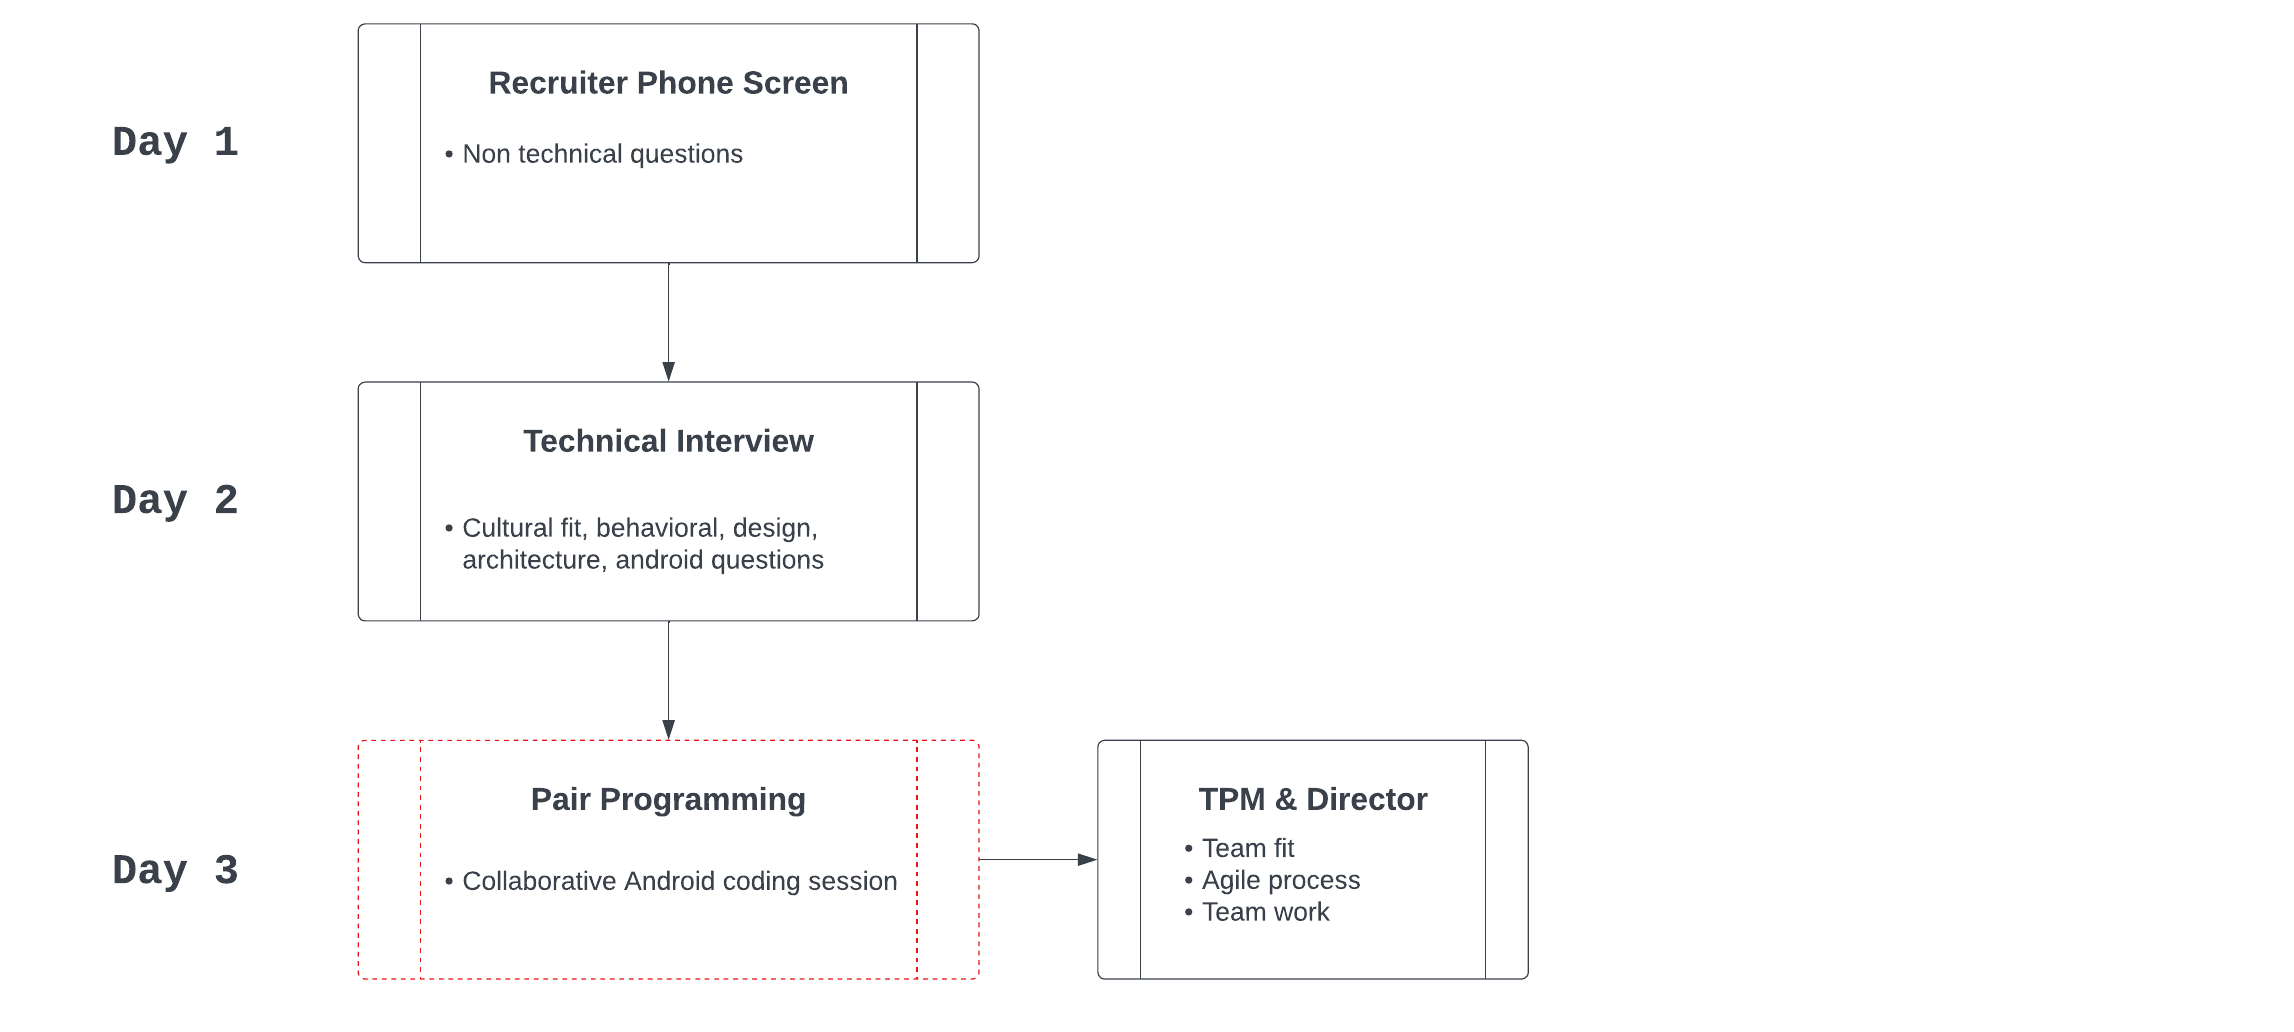 Recruiter Phone Screen
Day 1
• Non technical questions
Technical Interview
Day 2
• Cultural fit, behavioral, design,
architecture, android questions
Pair Programming
Day 3
• Collaborative Android coding session
TPM & Director
• Team fit
• Agile process
• Team work